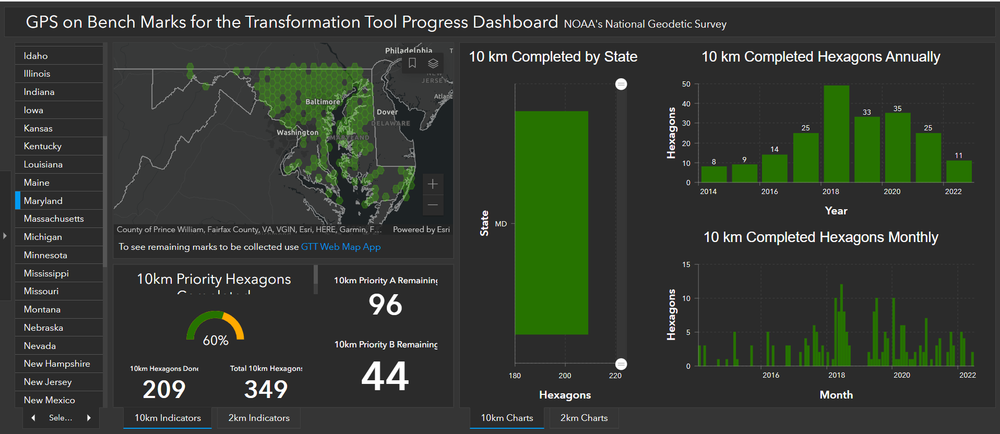 GPS on Bench Marks for the Transformation Tool Progress Dashboard NOAA's National Geodetic Survey
Idaho
Illinois
Indiana
Iowa
Kansas
Kentucky
Louisiana
Maine
Maryland
Massachusetts
Michigan
Minnesota
Mississippi
Missouri
Montana
Nebraska
Nevada
New Hampshire
New Jersey
New Mexico
Sele...
Philadelphia
T
NEW
JERSEY
Atlant
Baltimore
Dover
DELAWARE
Washington
MARYLAND
County of Prince William, Fairfax County, VA, VGIN, Esri, HERE, Garmin, F... Powered by Esri
To see remaining marks to be collected use GTT Web Map App
10km Priority Hexagons
Completed
60%
10km Hexagons Done
209
Total 10km Hexagons
349
10km Priority A Remaining
96
10km Priority B Remaining
44
10km Indicators
2km Indicators
10 km Completed by State
State
MD
180 200 220
Hexagons
10 km Completed Hexagons Annually
Hexagons
50
40
30
20
10
0
8
9
14
25
33
35
25
11
2014 2016 2018 2020 2022
Year
10 km Completed Hexagons Monthly
Hexagons
15
10
5
0
2016 2018 2020 2022
Month
10km Charts
2km Charts